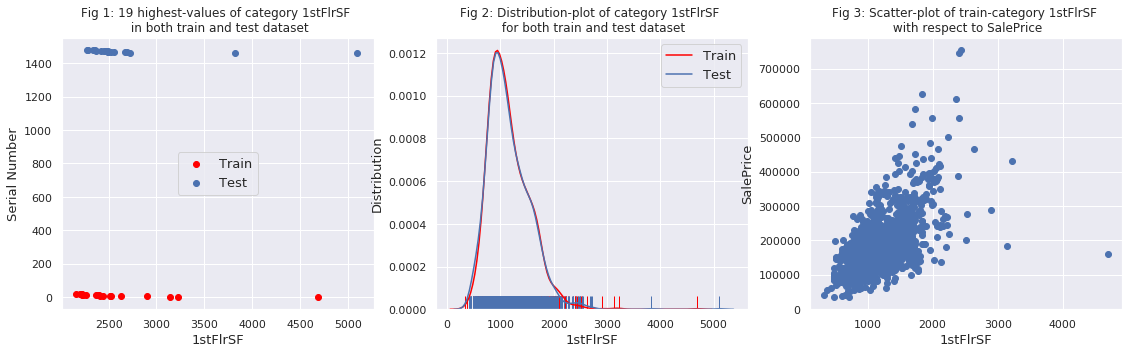 Fig 1: 19 highest-values of category 1stFlrSF
in both train and test dataset
Serial Number
1400
1200
1000
800
600
400
200
0
Train
Test
2500
3000
3500
4000
4500
5000
1stFlrSF
Fig 2: Distribution-plot of category 1stFlrSF
for both train and test dataset
Distribution
0.0012
0.0010
0.0008
0.0006
0.0004
0.0002
0.0000
Train
Test
0
1000
2000
3000
4000
5000
1stFlrSF
Fig 3: Scatter-plot of train-category 1stFlrSF
with respect to SalePrice
SalePrice
700000
600000
500000
400000
300000
200000
100000
0
1000
2000
3000
4000
1stFlrSF